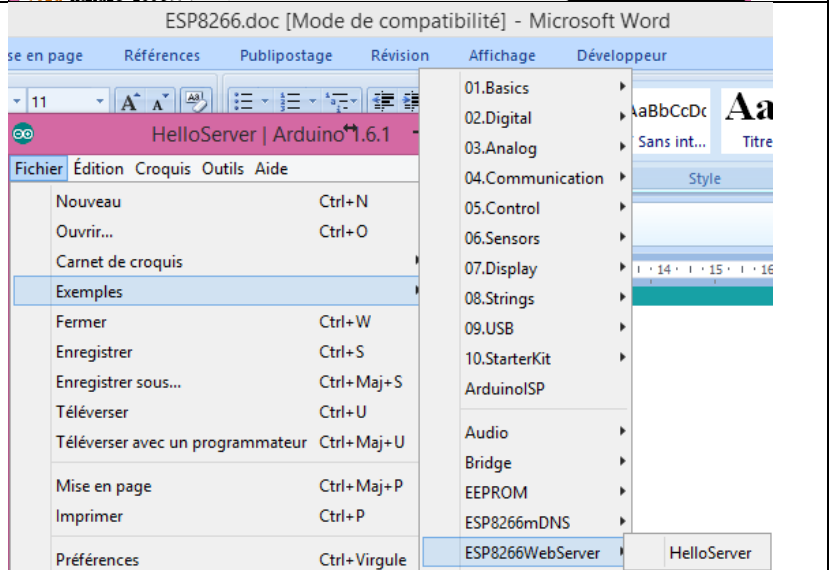 ESP8266.doc [Mode de compatibilité] - Microsoft Word
se en page Références Publipostage Révision Affichage Développeur
11
AaBbCcDc Aa
Sans int... Titre
Style
HelloServer | Arduino 1.6.1
Fichier Édition Croquis Outils Aide
Nouveau Ctrl+N
Ouvrir... Ctrl+O
Carnet de croquis
Exemples
Fermer Ctrl+W
Enregistrer Ctrl+S
Enregistrer sous... Ctrl+Maj+S
Téléverser Ctrl+U
Téléverser avec un programmateur Ctrl+Maj+U
Mise en page Ctrl+Maj+P
Imprimer Ctrl+P
Préférences Ctrl+Virgule
01.Basics
02.Digital
03.Analog
04.Communication
05.Control
06.Sensors
07.Display
08.Strings
09.USB
10.StarterKit
ArduinoISP
Audio
Bridge
EEPROM
ESP8266mDNS
ESP8266WebServer
HelloServer
14 15 16